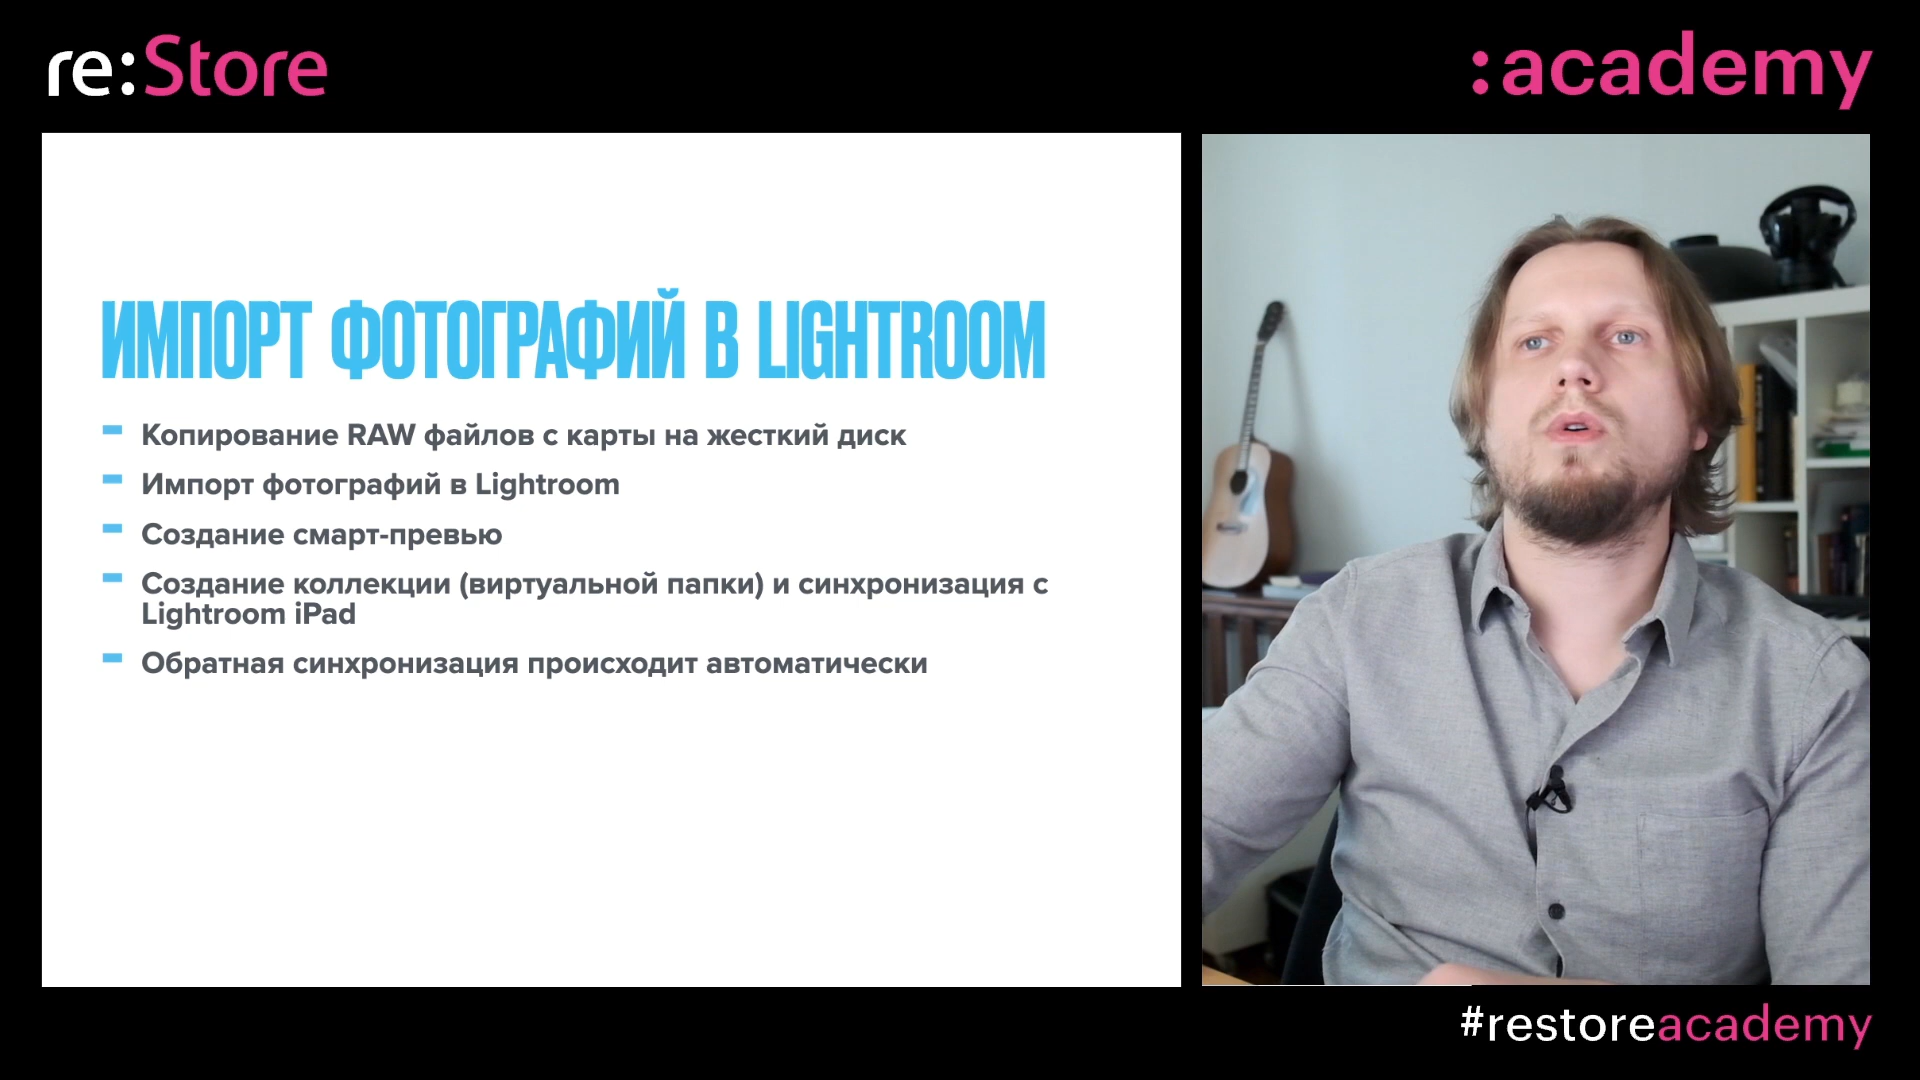 re:Store
:academy
ИМПОРТ ФОТОГРАФИЙ В LIGHTROOM
Копирование RAW файлов с карты на жесткий диск
Импорт фотографий в Lightroom
Создание смарт-превью
Создание коллекции (виртуальной папки) и синхронизация с
Lightroom iPad
Обратная синхронизация происходит автоматически
#restoreacademy